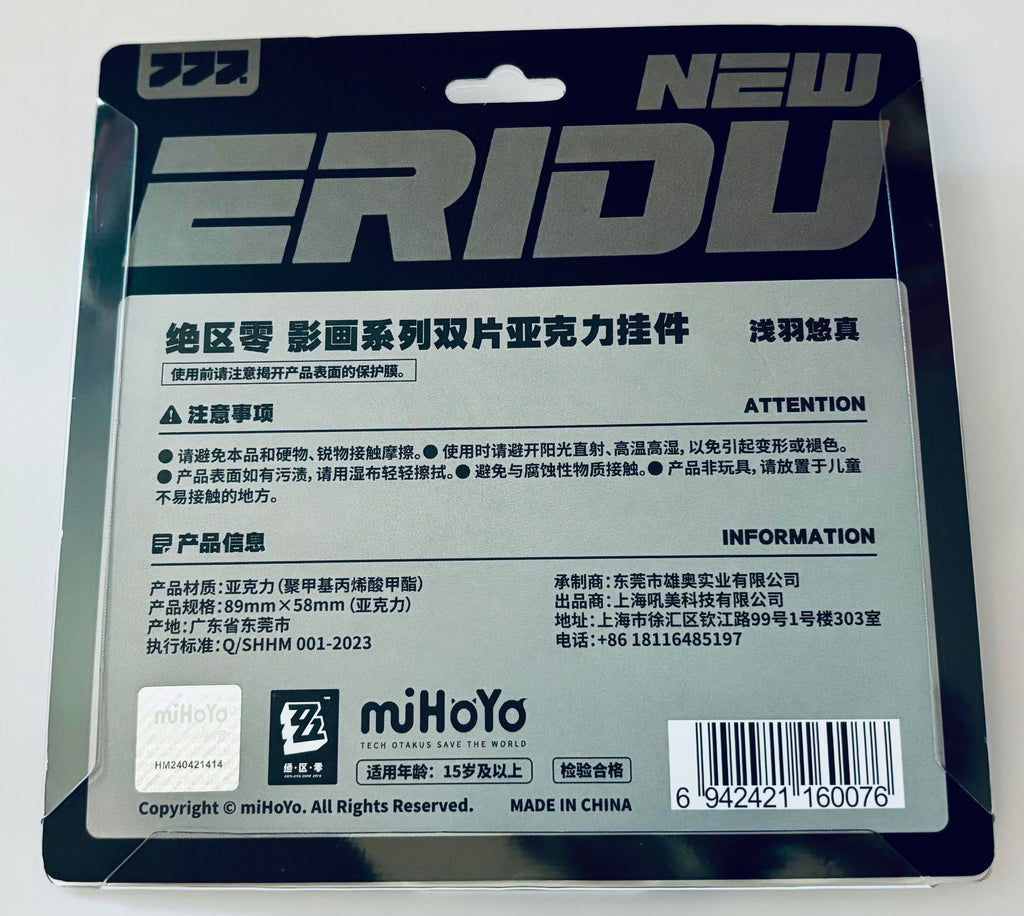 NEW
ERIDU
绝区零 影画系列双片亚克力挂件 浅羽悠真
使用前请注意揭开产品表面的保护膜。
注意事项 ATTENTION
● 请避免本品和硬物、锐物接触摩擦。● 使用时请避开阳光直射、高温高湿，以免引起变形或褪色。
● 产品表面如有污渍，请用湿布轻轻擦拭。● 避免与腐蚀性物质接触。● 产品非玩具，请放置于儿童
不易接触的地方。
产品信息 INFORMATION
产品材质：亚克力（聚甲基丙烯酸甲酯）
产品规格：89mm×58mm（亚克力）
产地：广东省东莞市
执行标准：Q/SHHM 001-2023
承制商：东莞市雄奥实业有限公司
出品商：上海吼美科技有限公司
地址：上海市徐汇区钦江路99号1号楼303室
电话：+86 18116485197
miHoYo
HM240421414
绝·区·零
miHoYo
TECH OTAKUS SAVE THE WORLD
适用年龄：15岁及以上 检验合格
Copyright © miHoYo. All Rights Reserved. MADE IN CHINA
6 942421 160076